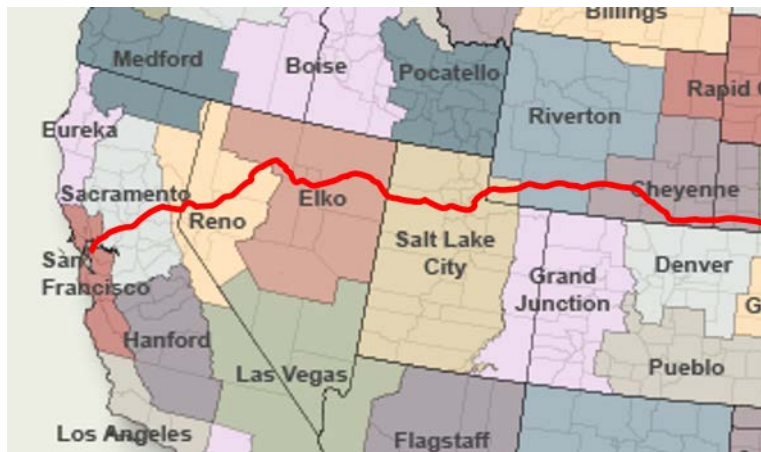 Billings
Medford
Boise
Pocatello
Rapid
Riverton
Eureka
Sacramento
Elko
Cheyenne
Reno
San
Francisco
Salt Lake
City
Denver
Grand
Junction
G
Hanford
Pueblo
Las Vegas
Los Angeles
Flagstaff